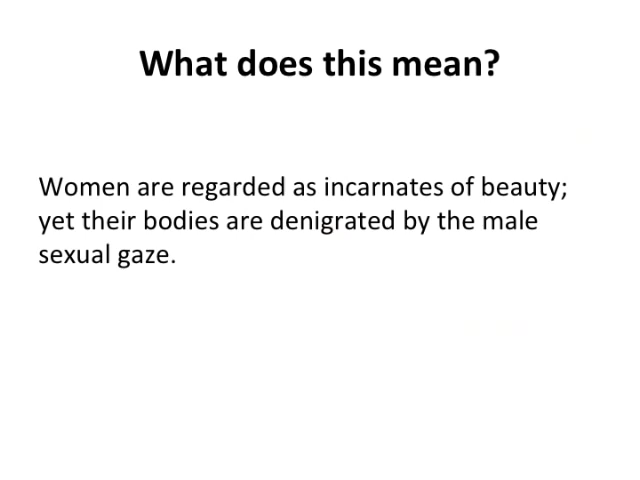 What does this mean?
Women are regarded as incarnates of beauty;
yet their bodies are denigrated by the male
sexual gaze.